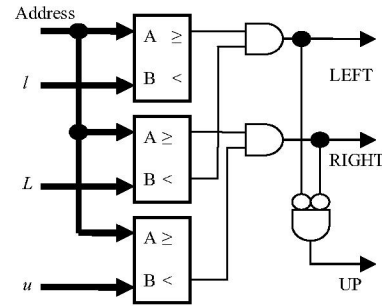 Address
A ≥
l
B <
LEFT
A ≥
L
B <
RIGHT
A ≥
u
B <
UP